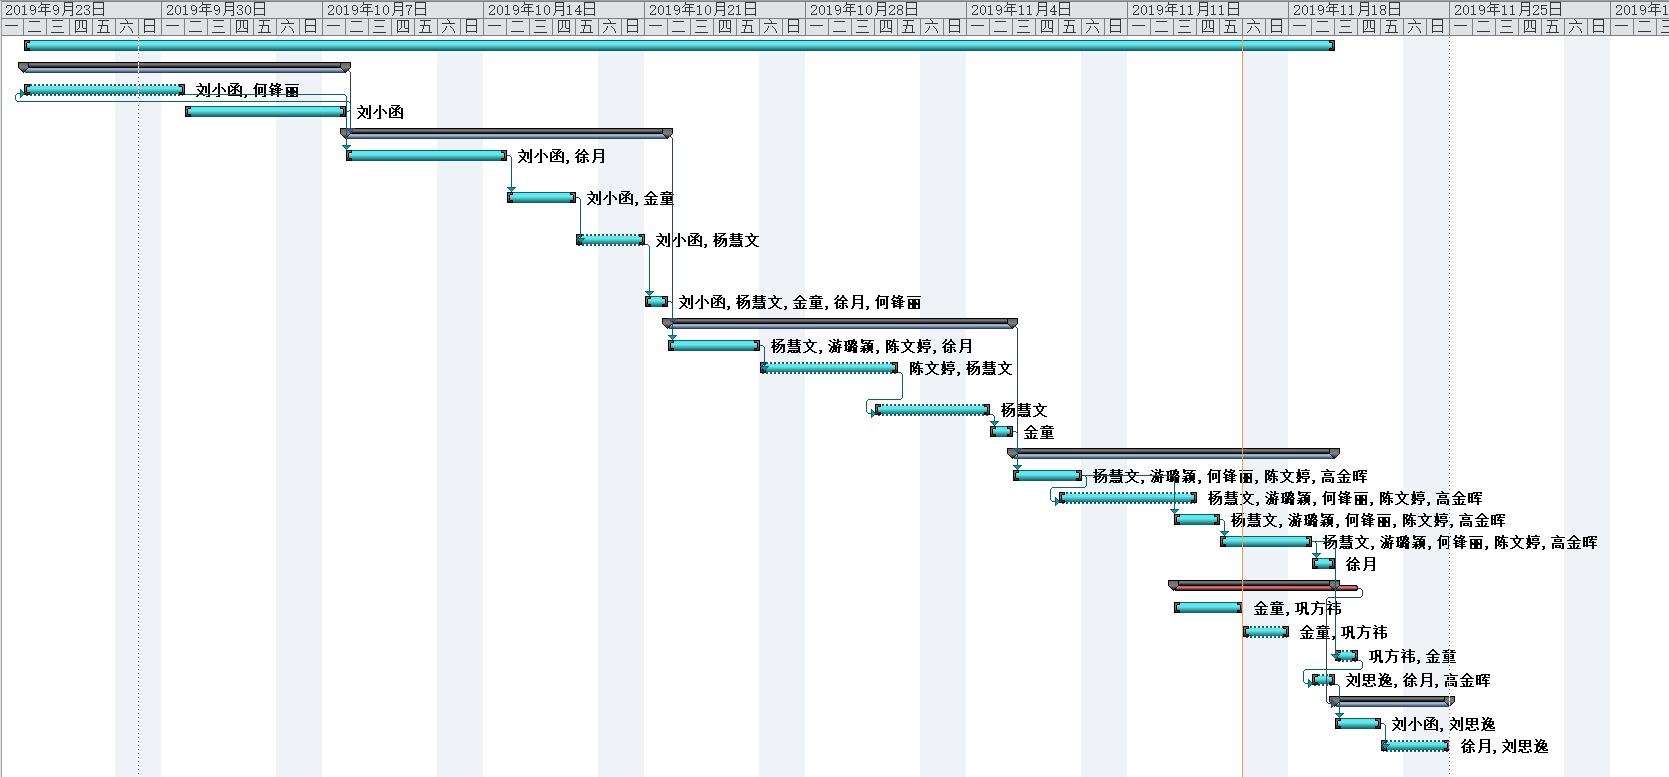 2019年9月23日 2019年9月30日 2019年10月7日 2019年10月14日 2019年10月21日 2019年10月28日 2019年11月4日 2019年11月11日 2019年11月18日 2019年11月25日 2019年1
一 二 三 四 五 六 日 一 二 三 四 五 六 日 一 二 三 四 五 六 日 一 二 三 四 五 六 日 一 二 三 四 五 六 日 一 二 三 四 五 六 日 一 二 三 四 五 六 日 一 二 三 四 五 六 日 一 二 三 四 五 六 日 一 二 三 四 五 六 日 一 二 三
刘小函, 何锋丽
刘小函
刘小函, 徐月
刘小函, 金童
刘小函, 杨慧文
刘小函, 杨慧文, 金童, 徐月, 何锋丽
杨慧文, 游璐颖, 陈文婷, 徐月
陈文婷, 杨慧文
杨慧文
金童
杨慧文, 游璐颖, 何锋丽, 陈文婷, 高金晖
杨慧文, 游璐颖, 何锋丽, 陈文婷, 高金晖
杨慧文, 游璐颖, 何锋丽, 陈文婷, 高金晖
杨慧文, 游璐颖, 何锋丽, 陈文婷, 高金晖
徐月
金童, 巩方祎
金童, 巩方祎
巩方祎, 金童
刘思逸, 徐月, 高金晖
刘小函, 刘思逸
徐月, 刘思逸